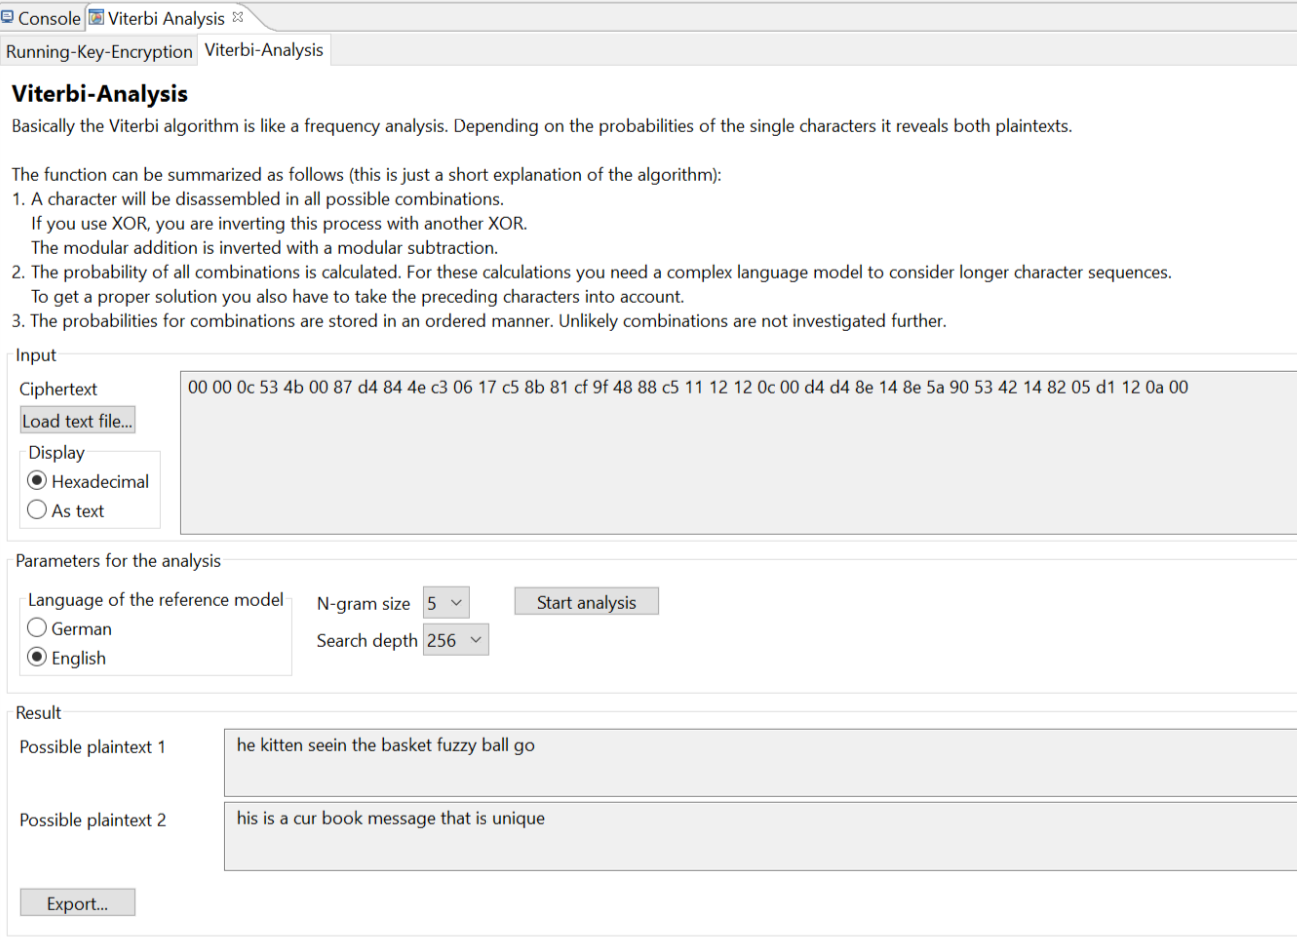 Console Viterbi Analysis
Running-Key-Encryption Viterbi-Analysis
Viterbi-Analysis
Basically the Viterbi algorithm is like a frequency analysis. Depending on the probabilities of the single characters it reveals both plaintexts.
The function can be summarized as follows (this is just a short explanation of the algorithm):
1. A character will be disassembled in all possible combinations.
If you use XOR, you are inverting this process with another XOR.
The modular addition is inverted with a modular subtraction.
2. The probability of all combinations is calculated. For these calculations you need a complex language model to consider longer character sequences.
To get a proper solution you also have to take the preceding characters into account.
3. The probabilities for combinations are stored in an ordered manner. Unlikely combinations are not investigated further.
Input
Ciphertext
00 00 0c 53 4b 00 87 d4 84 4e c3 06 17 c5 8b 81 cf 9f 48 88 c5 11 12 12 0c 00 d4 d4 8e 14 8e 5a 90 53 42 14 82 05 d1 12 0a 00
Load text file...
Display
Hexadecimal
As text
Parameters for the analysis
Language of the reference model
German
English
N-gram size 5
Search depth 256
Start analysis
Result
Possible plaintext 1
he kitten seein the basket fuzzy ball go
Possible plaintext 2
his is a cur book message that is unique
Export...